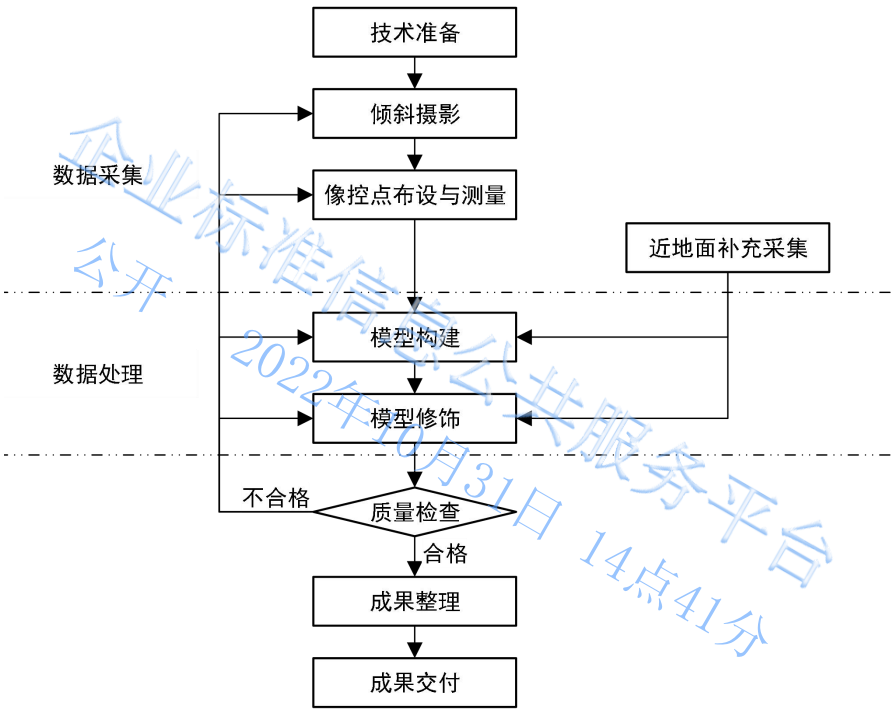 技术准备
倾斜摄影
数据采集
像控点布设与测量
近地面补充采集
模型构建
数据处理
模型修饰
不合格
质量检查
合格
成果整理
成果交付
企业标准信息公共服务平台
公开
2022年10月31日 14点41分